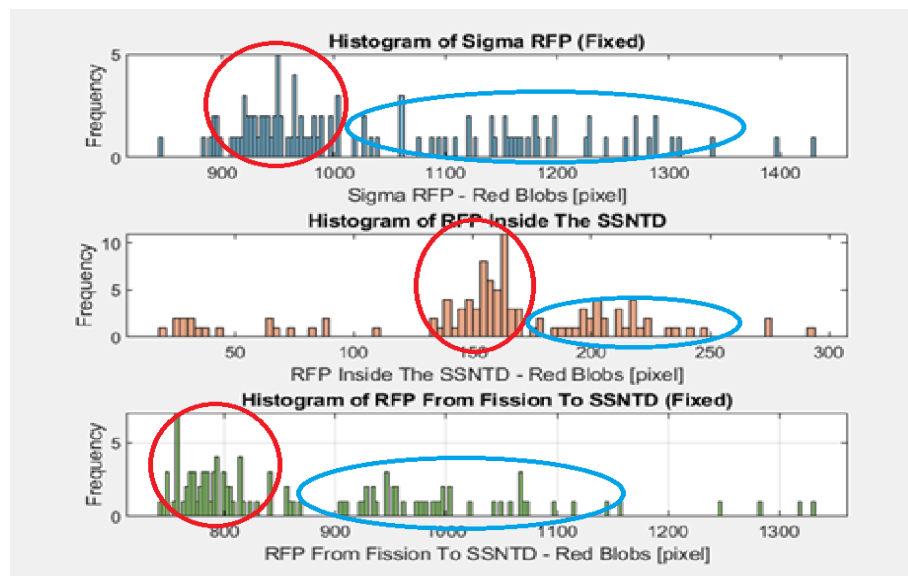 Histogram of Sigma RFP (Fixed)
5
0
Frequency
900 1000 1100 1200 1300 1400
Sigma RFP - Red Blobs [pixel]
Histogram of RFP Inside The SSNTD
10
5
0
Frequency
50 100 150 200 250 300
RFP Inside The SSNTD - Red Blobs [pixel]
Histogram of RFP From Fission To SSNTD (Fixed)
5
0
Frequency
800 900 1000 1100 1200 1300
RFP From Fission To SSNTD - Red Blobs [pixel]